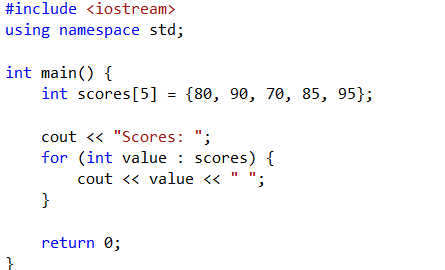 #include <iostream>
using namespace std;

int main() {
    int scores[5] = {80, 90, 70, 85, 95};

    cout << "Scores: ";
    for (int value : scores) {
        cout << value << " ";
    }

    return 0;
}